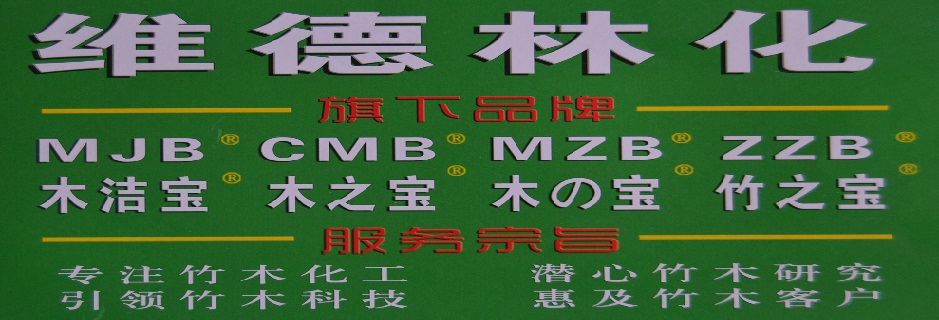 维德林化
旗下品牌
MJB® CMB® MZB® ZZB®
木洁宝® 木之宝® 木の宝® 竹之宝®
服务宗旨
专注竹木化工 潜心竹木研究
引领竹木科技 惠及竹木客户